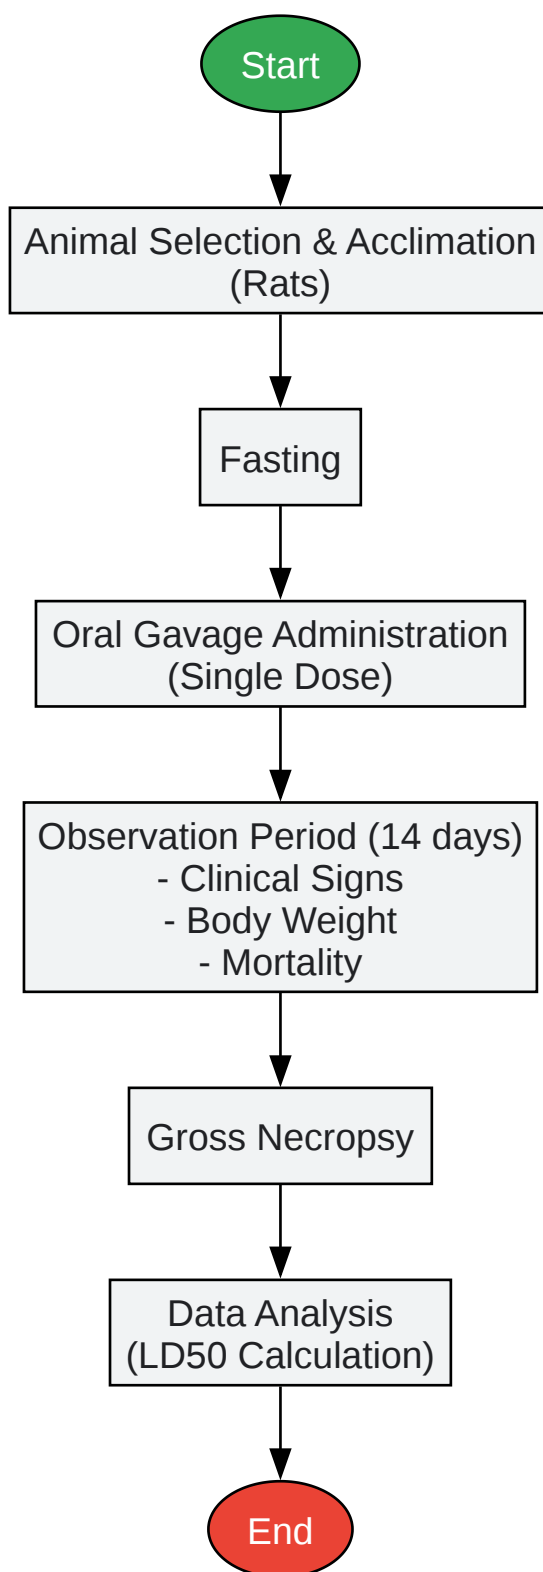 Start
Animal Selection & Acclimation
(Rats)
Fasting
Oral Gavage Administration
(Single Dose)
Observation Period (14 days)
- Clinical Signs
- Body Weight
- Mortality
Gross Necropsy
Data Analysis
(LD50 Calculation)
End